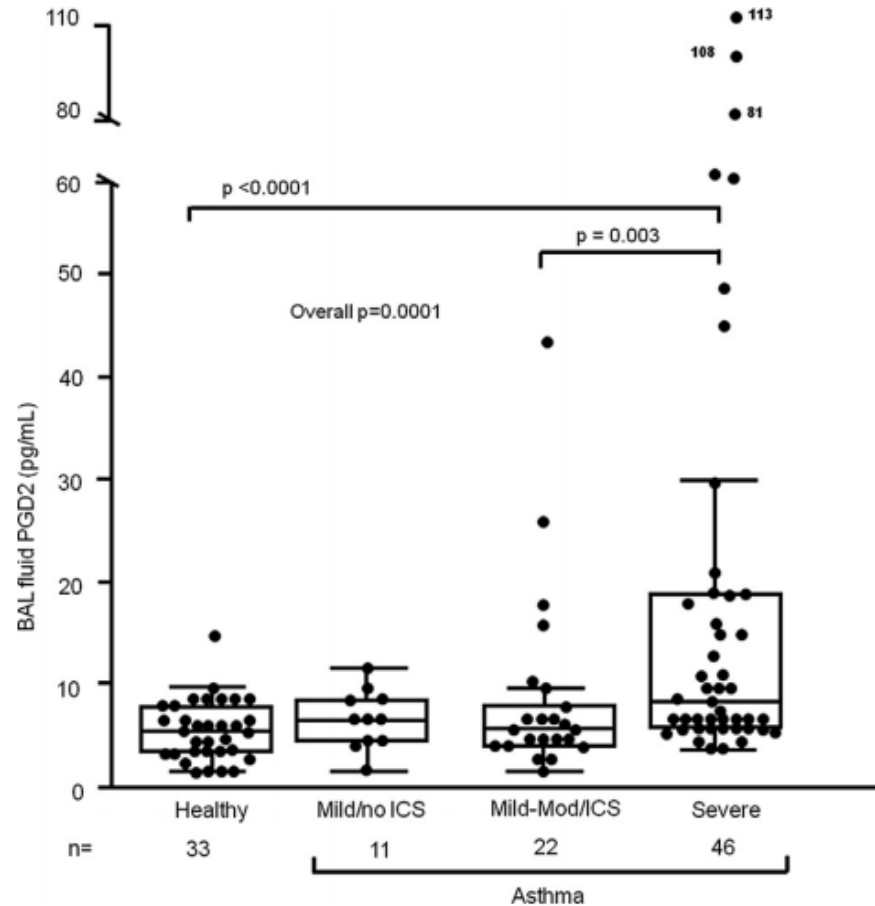 110
113
108
80
81
60
p <0.0001
p = 0.003
50
Overall p=0.0001
40
BAL fluid PGD2 (pg/mL)
30
20
10
0
Healthy Mild/no ICS Mild-Mod/ICS Severe
n= 33 11 22 46
Asthma